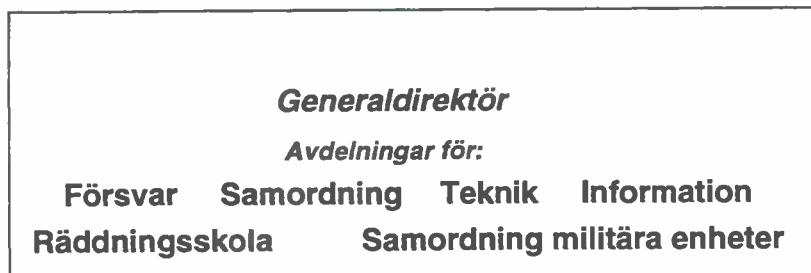 Generaldirektör
Avdelningar för:
Försvar Samordning Teknik Information
Räddningsskola Samordning militära enheter